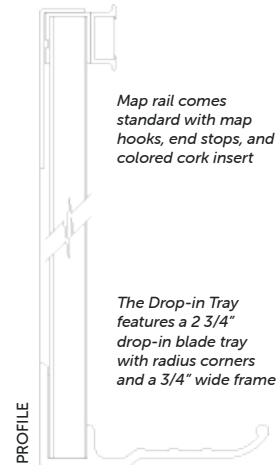 Map rail comes
standard with map
hooks, end stops, and
colored cork insert
The Drop-in Tray
features a 2 3/4”
drop-in blade tray
with radius corners
and a 3/4” wide frame
PROFILE